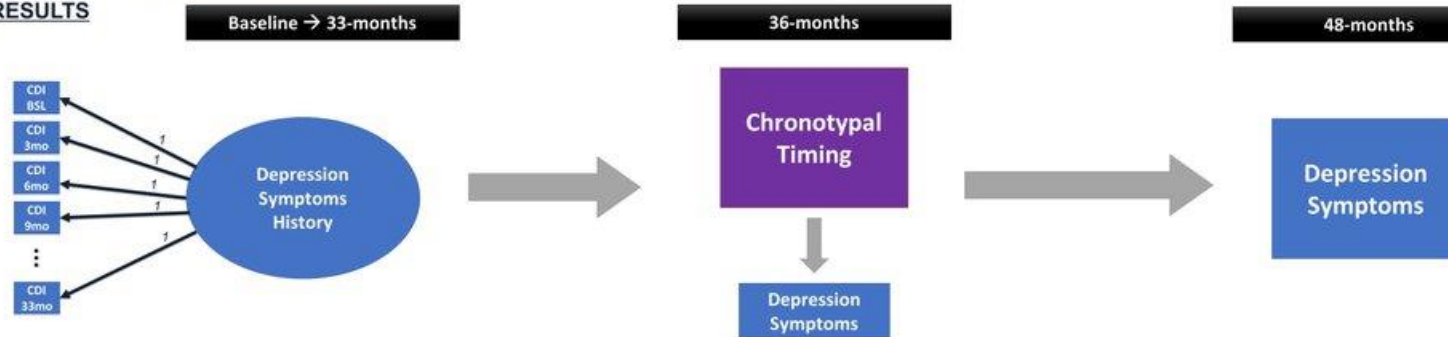 RESULTS
Baseline → 33-months
36-months
48-months
CDI
BSL
CDI
3mo
CDI
6mo
CDI
9mo
⋮
CDI
33mo
1
1
1
1
1
Depression
Symptoms
History
Chronotypal
Timing
Depression
Symptoms
Depression
Symptoms